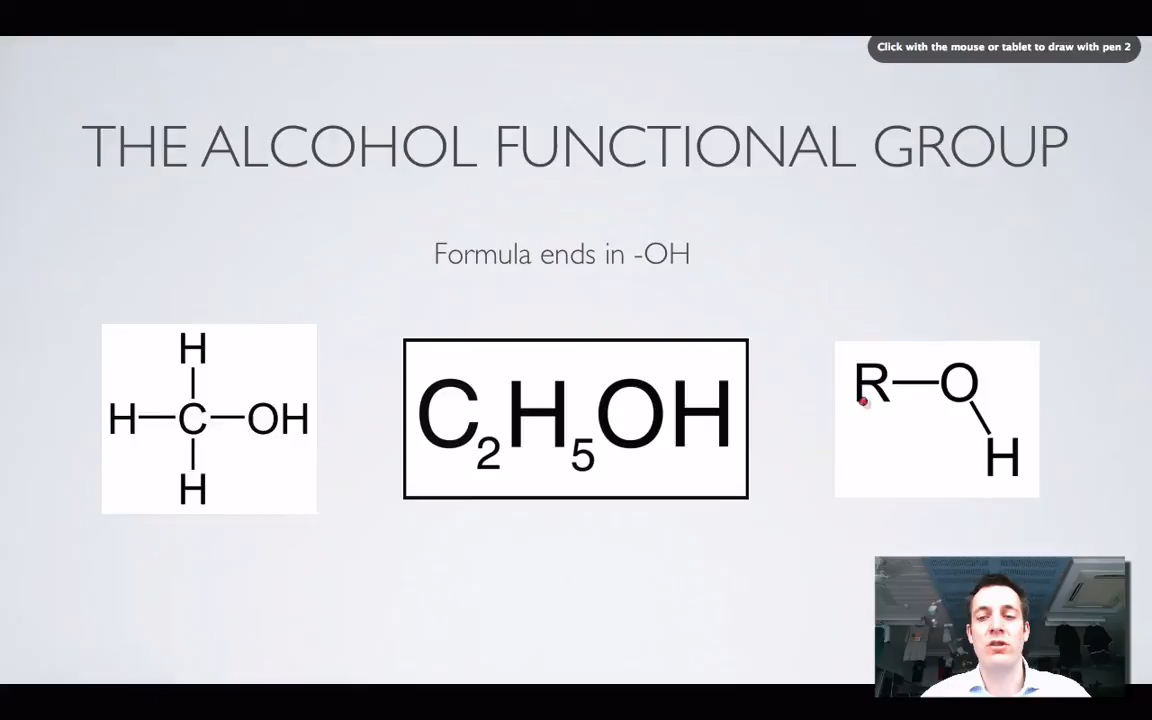 Click with the mouse or tablet to draw with pen 2
THE ALCOHOL FUNCTIONAL GROUP
Formula ends in -OH
H
H—C—OH
H
C₂H₅OH
R—O
H